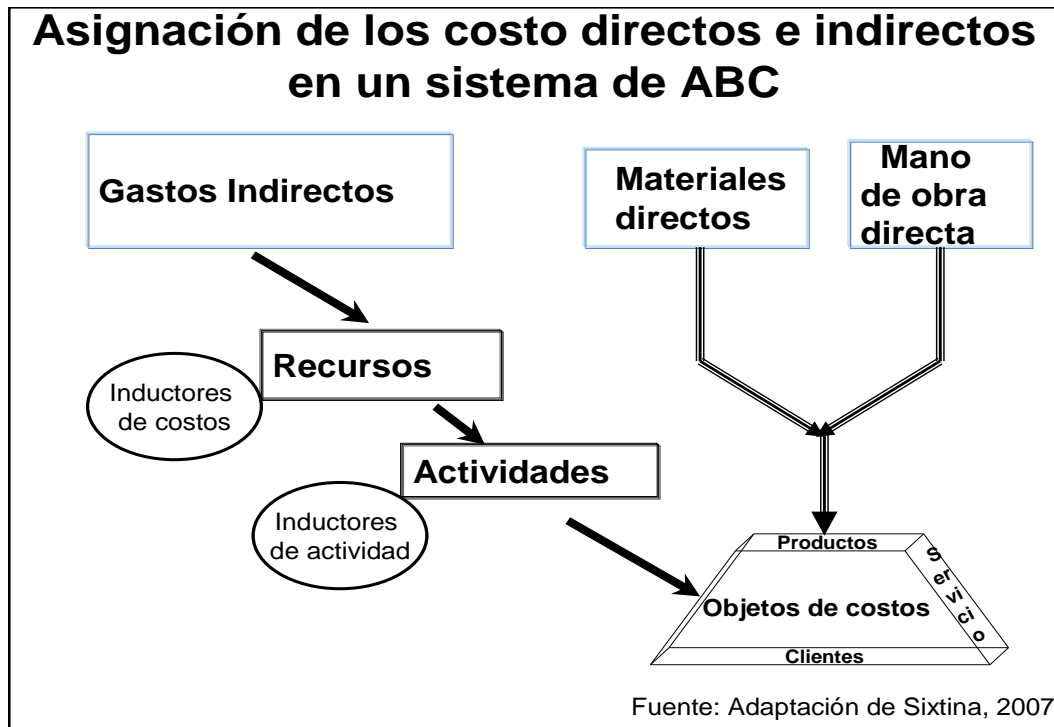 Asignación de los costo directos e indirectos
en un sistema de ABC
Gastos Indirectos
Materiales
directos
Mano
de obra
directa
Recursos
Inductores
de costos
Actividades
Inductores
de actividad
Productos
Servicio
Objetos de costos
Clientes
Fuente: Adaptación de Sixtina, 2007